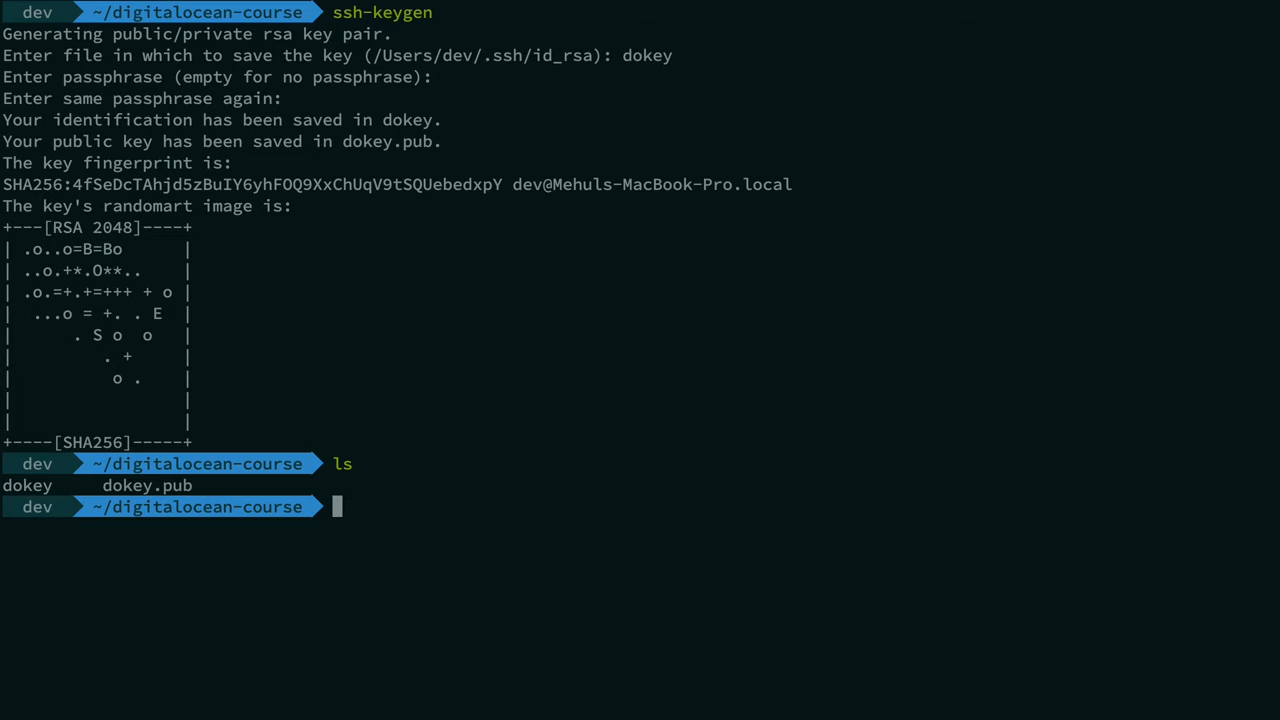 dev ~/digitalocean-course ssh-keygen
Generating public/private rsa key pair.
Enter file in which to save the key (/Users/dev/.ssh/id_rsa): dokey
Enter passphrase (empty for no passphrase):
Enter same passphrase again:
Your identification has been saved in dokey.
Your public key has been saved in dokey.pub.
The key fingerprint is:
SHA256:4fSeDcTAhjd5zBuIY6yhFOQ9XxChUqV9tSQUebedxpY dev@Mehuls-MacBook-Pro.local
The key's randomart image is:
+---[RSA 2048]----+
| .o..o=B=Bo      |
| ..o.+*.O**..    |
| .o.=+.+=+++ + o |
|  ...o = +. . E  |
|      . S o  o   |
|         . +     |
|          o .    |
|                 |
|                 |
+----[SHA256]-----+
dev ~/digitalocean-course ls
dokey     dokey.pub
dev ~/digitalocean-course